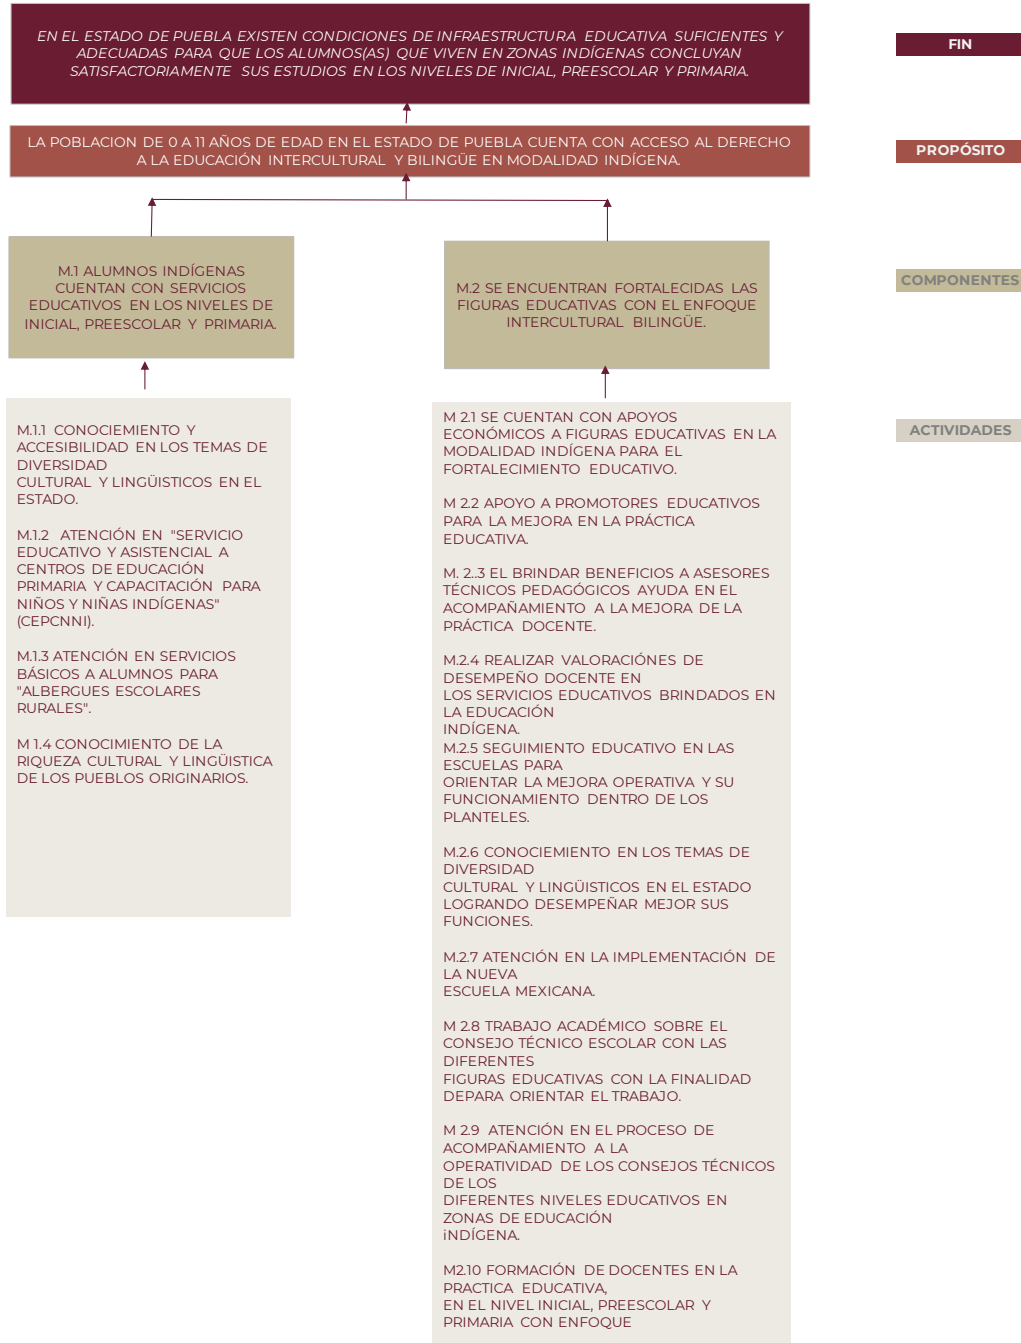 EN EL ESTADO DE PUEBLA EXISTEN CONDICIONES DE INFRAESTRUCTURA EDUCATIVA SUFICIENTES Y
ADECUADAS PARA QUE LOS ALUMNOS(AS) QUE VIVEN EN ZONAS INDÍGENAS CONCLUYAN
SATISFACTORIAMENTE SUS ESTUDIOS EN LOS NIVELES DE INICIAL, PREESCOLAR Y PRIMARIA.
FIN
LA POBLACION DE 0 A 11 AÑOS DE EDAD EN EL ESTADO DE PUEBLA CUENTA CON ACCESO AL DERECHO
A LA EDUCACIÓN INTERCULTURAL Y BILINGÜE EN MODALIDAD INDÍGENA.
PROPÓSITO
M.1 ALUMNOS INDÍGENAS
CUENTAN CON SERVICIOS
EDUCATIVOS EN LOS NIVELES DE
INICIAL, PREESCOLAR Y PRIMARIA.
M.2 SE ENCUENTRAN FORTALECIDAS LAS
FIGURAS EDUCATIVAS CON EL ENFOQUE
INTERCULTURAL BILINGÜE.
COMPONENTES
M.1.1 CONOCIEMIENTO Y
ACCESIBILIDAD EN LOS TEMAS DE
DIVERSIDAD
CULTURAL Y LINGÜISTICOS EN EL
ESTADO.
M.1.2 ATENCIÓN EN "SERVICIO
EDUCATIVO Y ASISTENCIAL A
CENTROS DE EDUCACIÓN
PRIMARIA Y CAPACITACIÓN PARA
NIÑOS Y NIÑAS INDÍGENAS"
(CEPCNNI).
M.1.3 ATENCIÓN EN SERVICIOS
BÁSICOS A ALUMNOS PARA
"ALBERGUES ESCOLARES
RURALES".
M 1.4 CONOCIMIENTO DE LA
RIQUEZA CULTURAL Y LINGÜISTICA
DE LOS PUEBLOS ORIGINARIOS.
M 2.1 SE CUENTAN CON APOYOS
ECONÓMICOS A FIGURAS EDUCATIVAS EN LA
MODALIDAD INDÍGENA PARA EL
FORTALECIMIENTO EDUCATIVO.
M 2.2 APOYO A PROMOTORES EDUCATIVOS
PARA LA MEJORA EN LA PRÁCTICA
EDUCATIVA.
M. 2..3 EL BRINDAR BENEFICIOS A ASESORES
TÉCNICOS PEDAGÓGICOS AYUDA EN EL
ACOMPAÑAMIENTO A LA MEJORA DE LA
PRÁCTICA DOCENTE.
M.2.4 REALIZAR VALORACIÓNES DE
DESEMPEÑO DOCENTE EN
LOS SERVICIOS EDUCATIVOS BRINDADOS EN
LA EDUCACIÓN
INDÍGENA.
M.2.5 SEGUIMIENTO EDUCATIVO EN LAS
ESCUELAS PARA
ORIENTAR LA MEJORA OPERATIVA Y SU
FUNCIONAMIENTO DENTRO DE LOS
PLANTELES.
M.2.6 CONOCIEMIENTO EN LOS TEMAS DE
DIVERSIDAD
CULTURAL Y LINGÜISTICOS EN EL ESTADO
LOGRANDO DESEMPEÑAR MEJOR SUS
FUNCIONES.
M.2.7 ATENCIÓN EN LA IMPLEMENTACIÓN DE
LA NUEVA
ESCUELA MEXICANA.
M 2.8 TRABAJO ACADÉMICO SOBRE EL
CONSEJO TÉCNICO ESCOLAR CON LAS
DIFERENTES
FIGURAS EDUCATIVAS CON LA FINALIDAD
DEPARA ORIENTAR EL TRABAJO.
M 2.9 ATENCIÓN EN EL PROCESO DE
ACOMPAÑAMIENTO A LA
OPERATIVIDAD DE LOS CONSEJOS TÉCNICOS
DE LOS
DIFERENTES NIVELES EDUCATIVOS EN
ZONAS DE EDUCACIÓN
iNDÍGENA.
M2.10 FORMACIÓN DE DOCENTES EN LA
PRACTICA EDUCATIVA,
EN EL NIVEL INICIAL, PREESCOLAR Y
PRIMARIA CON ENFOQUE
ACTIVIDADES